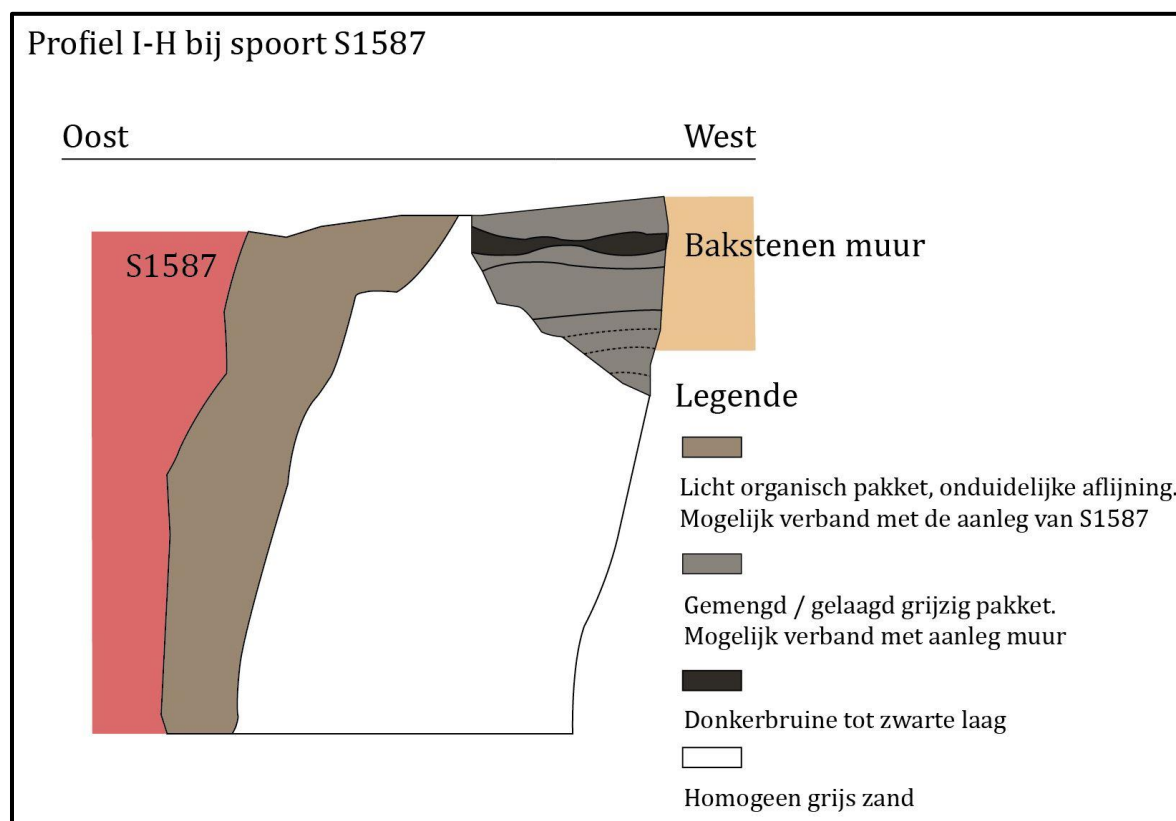 Profiel I-H bij spoort S1587
Oost
West
S1587
Bakstenen muur
Legende
Licht organisch pakket, onduidelijke aflijning.
Mogelijk verband met de aanleg van S1587
Gemengd / gelaagd grijzig pakket.
Mogelijk verband met aanleg muur
Donkerbruine tot zwarte laag
Homogeen grijs zand